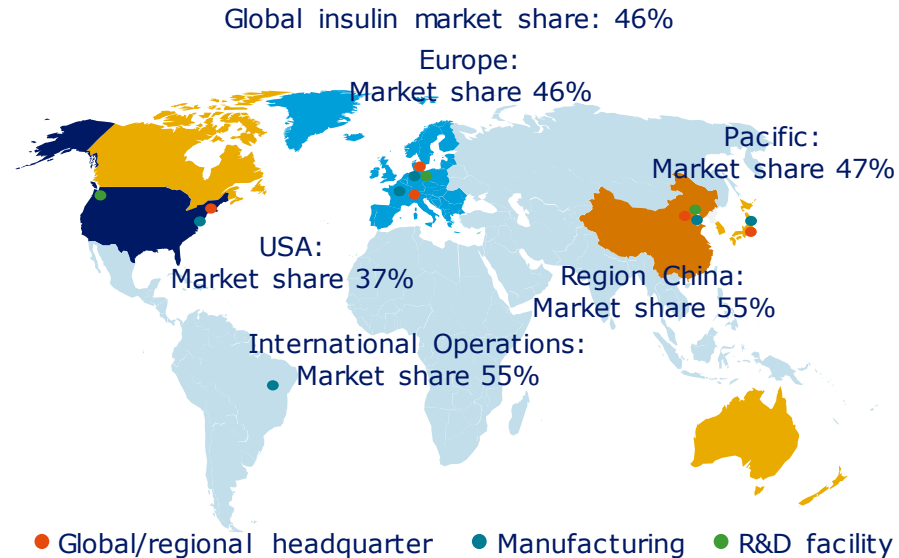 Global insulin market share: 46%
Europe:
Market share 46%
Pacific:
Market share 47%
USA:
Market share 37%
Region China:
Market share 55%
International Operations:
Market share 55%
Global/regional headquarter
Manufacturing
R&D facility